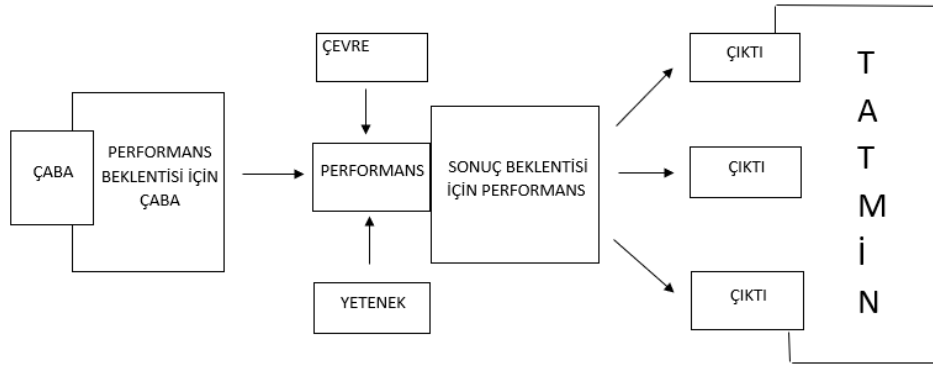 ÇABA
PERFORMANS
BEKLENTİSİ İÇİN
ÇABA
ÇEVRE
PERFORMANS
YETENEK
SONUÇ BEKLENTİSİ
İÇİN PERFORMANS
ÇIKTI
ÇIKTI
ÇIKTI
T
A
T
M
İ
N